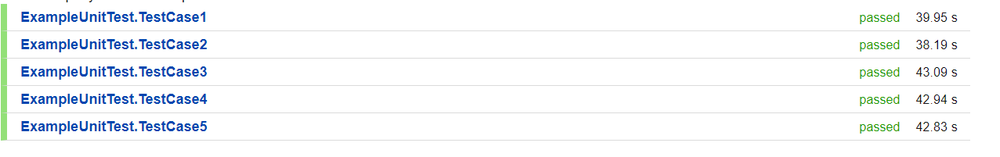 ExampleUnitTest.TestCase1 passed 39.95 s
ExampleUnitTest.TestCase2 passed 38.19 s
ExampleUnitTest.TestCase3 passed 43.09 s
ExampleUnitTest.TestCase4 passed 42.94 s
ExampleUnitTest.TestCase5 passed 42.83 s